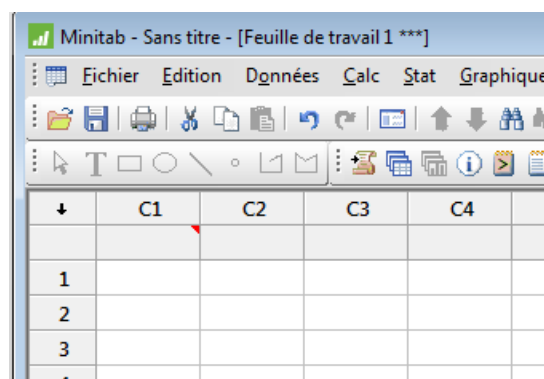 Minitab - Sans titre - [Feuille de travail 1 ***]
Fichier Edition Données Calc Stat Graphique
T
C1 C2 C3 C4
1
2
3